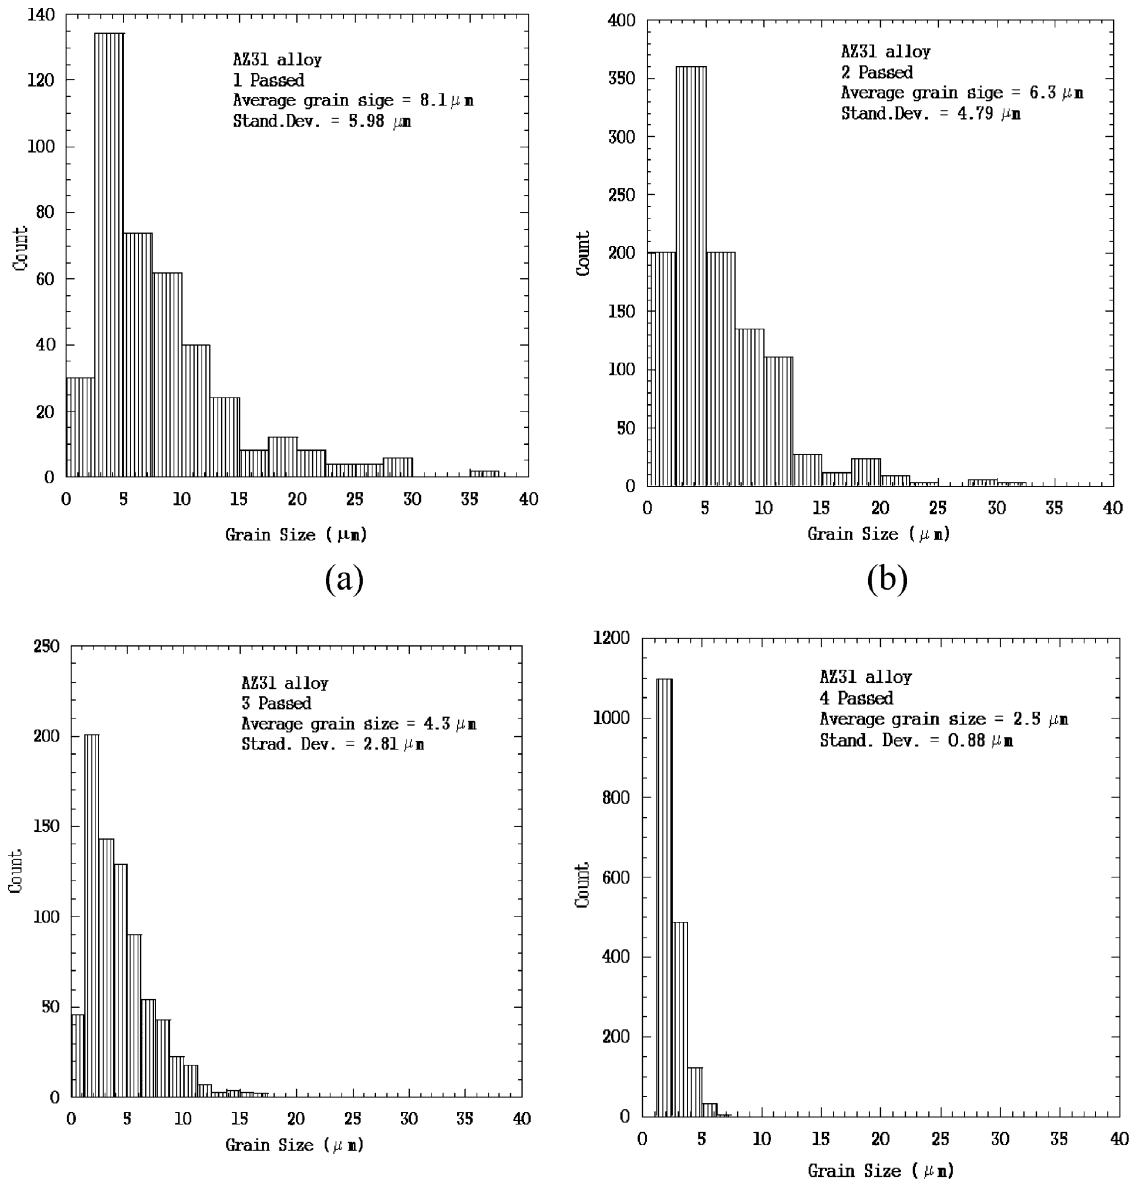 140
120
100
80
60
40
20
0
Count
AZ31 alloy
1 Passed
Average grain sige = 8.1 μm
Stand.Dev. = 5.98 μm
0 5 10 15 20 25 30 35 40
Grain Size (μm)
(a)
400
350
300
250
200
150
100
50
0
Count
AZ31 alloy
2 Passed
Average grain sige = 6.3 μm
Stand.Dev. = 4.79 μm
0 5 10 15 20 25 30 35 40
Grain Size (μm)
(b)
250
200
150
100
50
0
Count
AZ31 alloy
3 Passed
Average grain size = 4.3 μm
Strad. Dev. = 2.81 μm
0 5 10 15 20 25 30 35 40
Grain Size (μm)
1200
1000
800
600
400
200
0
Count
AZ31 alloy
4 Passed
Average grain size = 2.5 μm
Stand. Dev. = 0.88 μm
0 5 10 15 20 25 30 35 40
Grain Size (μm)